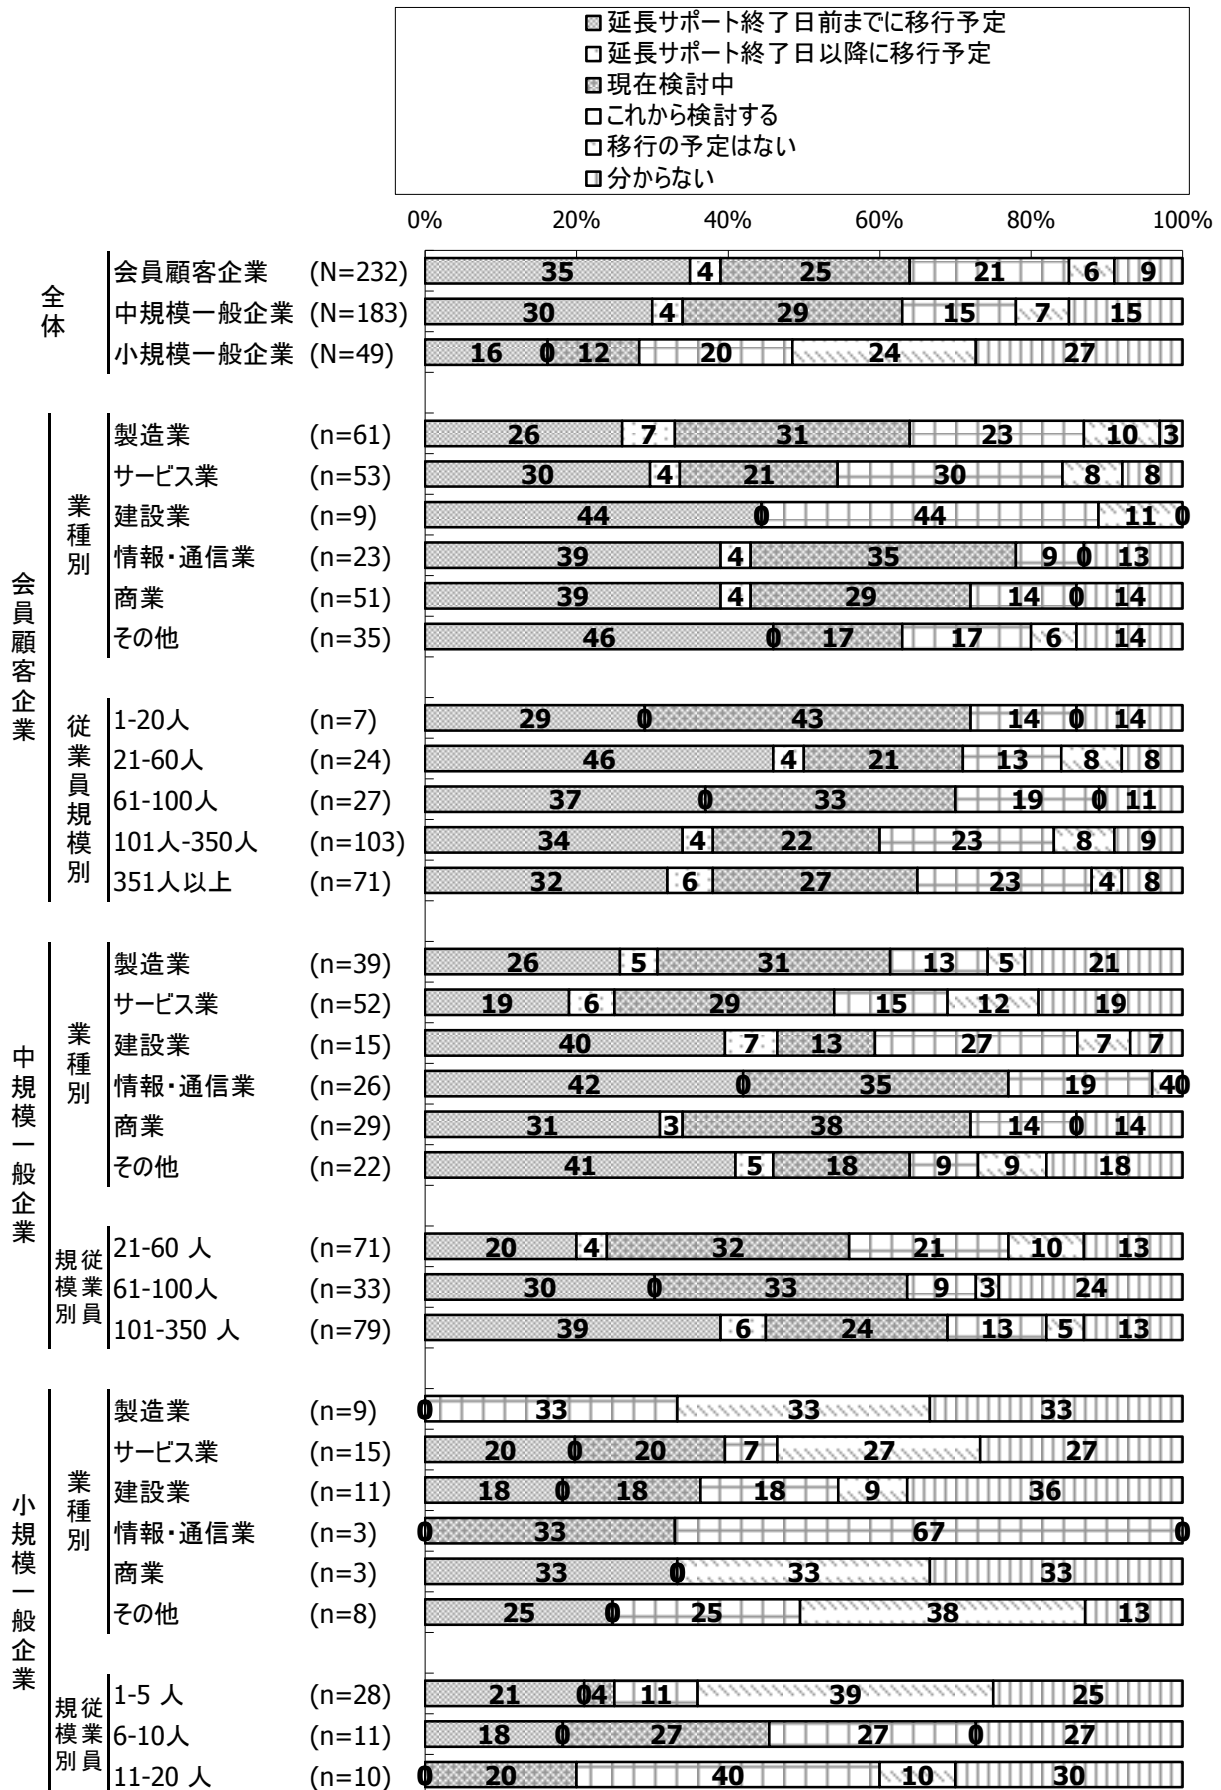 延長サポート終了日前までに移行予定
延長サポート終了日以降に移行予定
現在検討中
これから検討する
移行の予定はない
分からない
0% 20% 40% 60% 80% 100%
全体
会員顧客企業 (N=232) 35 4 25 21 6 9
中規模一般企業 (N=183) 30 4 29 15 7 15
小規模一般企業 (N=49) 16 0 12 20 24 27
会員顧客企業
業種別
製造業 (n=61) 26 7 31 23 10 3
サービス業 (n=53) 30 4 21 30 8 8
建設業 (n=9) 44 0 44 11 0
情報・通信業 (n=23) 39 4 35 9 0 13
商業 (n=51) 39 4 29 14 0 14
その他 (n=35) 46 0 17 17 6 14
従業員規模別
1-20人 (n=7) 29 0 43 14 0 14
21-60人 (n=24) 46 4 21 13 8 8
61-100人 (n=27) 37 0 33 19 0 11
101人-350人 (n=103) 34 4 22 23 8 9
351人以上 (n=71) 32 6 27 23 4 8
中規模一般企業
業種別
製造業 (n=39) 26 5 31 13 5 21
サービス業 (n=52) 19 6 29 15 12 19
建設業 (n=15) 40 7 13 27 7 7
情報・通信業 (n=26) 42 0 35 19 4 0
商業 (n=29) 31 3 38 14 0 14
その他 (n=22) 41 5 18 9 9 18
従業員規模別
21-60 人 (n=71) 20 4 32 21 10 13
61-100人 (n=33) 30 0 33 9 3 24
101-350 人 (n=79) 39 6 24 13 5 13
小規模一般企業
業種別
製造業 (n=9) 0 33 33 33
サービス業 (n=15) 20 0 20 7 27 27
建設業 (n=11) 18 0 18 18 9 36
情報・通信業 (n=3) 0 33 67 0
商業 (n=3) 33 0 33 33
その他 (n=8) 25 0 25 38 13
従業員規模別
1-5 人 (n=28) 21 0 4 11 39 25
6-10人 (n=11) 18 0 27 27 0 27
11-20 人 (n=10) 0 20 40 10 30